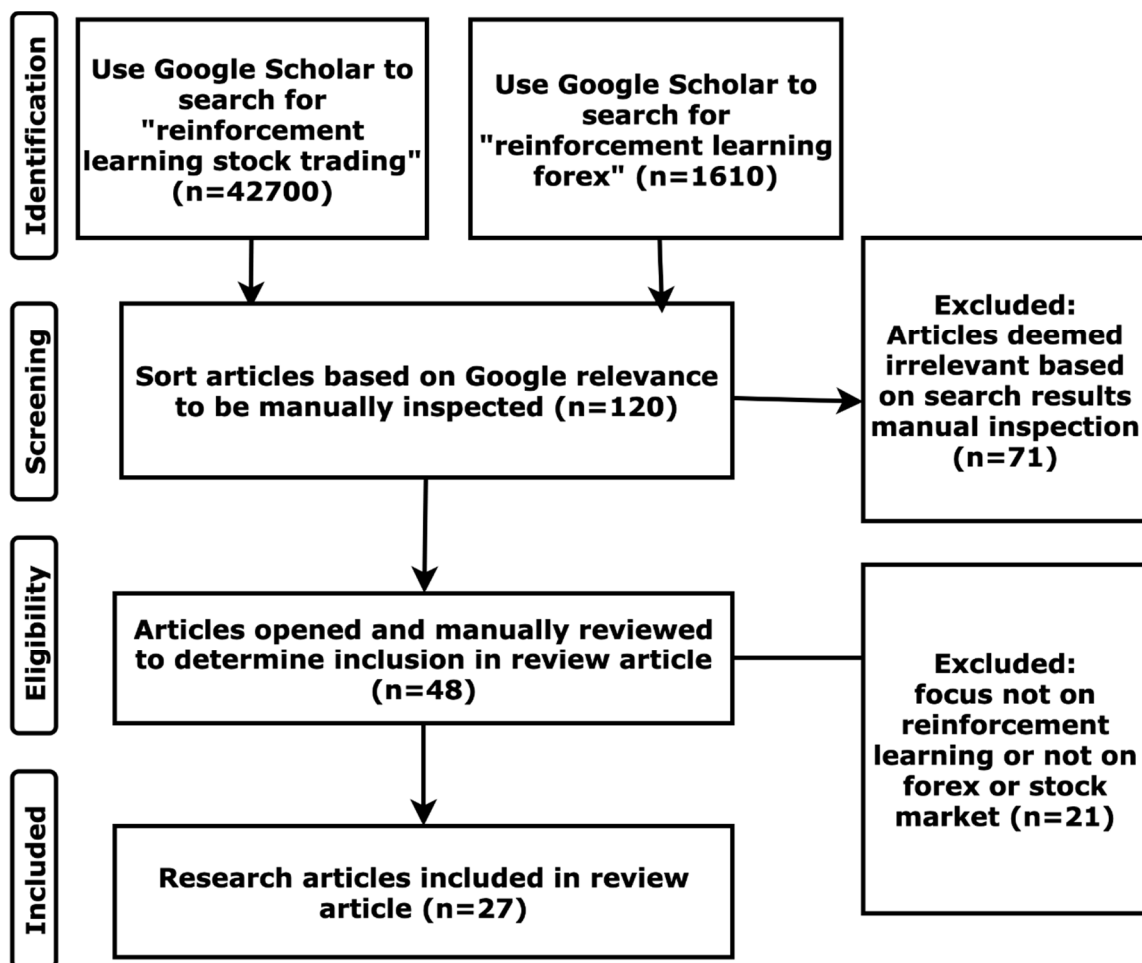 Identification
Use Google Scholar to
search for
"reinforcement
learning stock trading"
(n=42700)
Use Google Scholar to
search for
"reinforcement learning
forex" (n=1610)
Screening
Sort articles based on Google relevance
to be manually inspected (n=120)
Excluded:
Articles deemed
irrelevant based
on search results
manual inspection
(n=71)
Eligibility
Articles opened and manually reviewed
to determine inclusion in review article
(n=48)
Excluded:
focus not on
reinforcement
learning or not on
forex or stock
market (n=21)
Included
Research articles included in review
article (n=27)